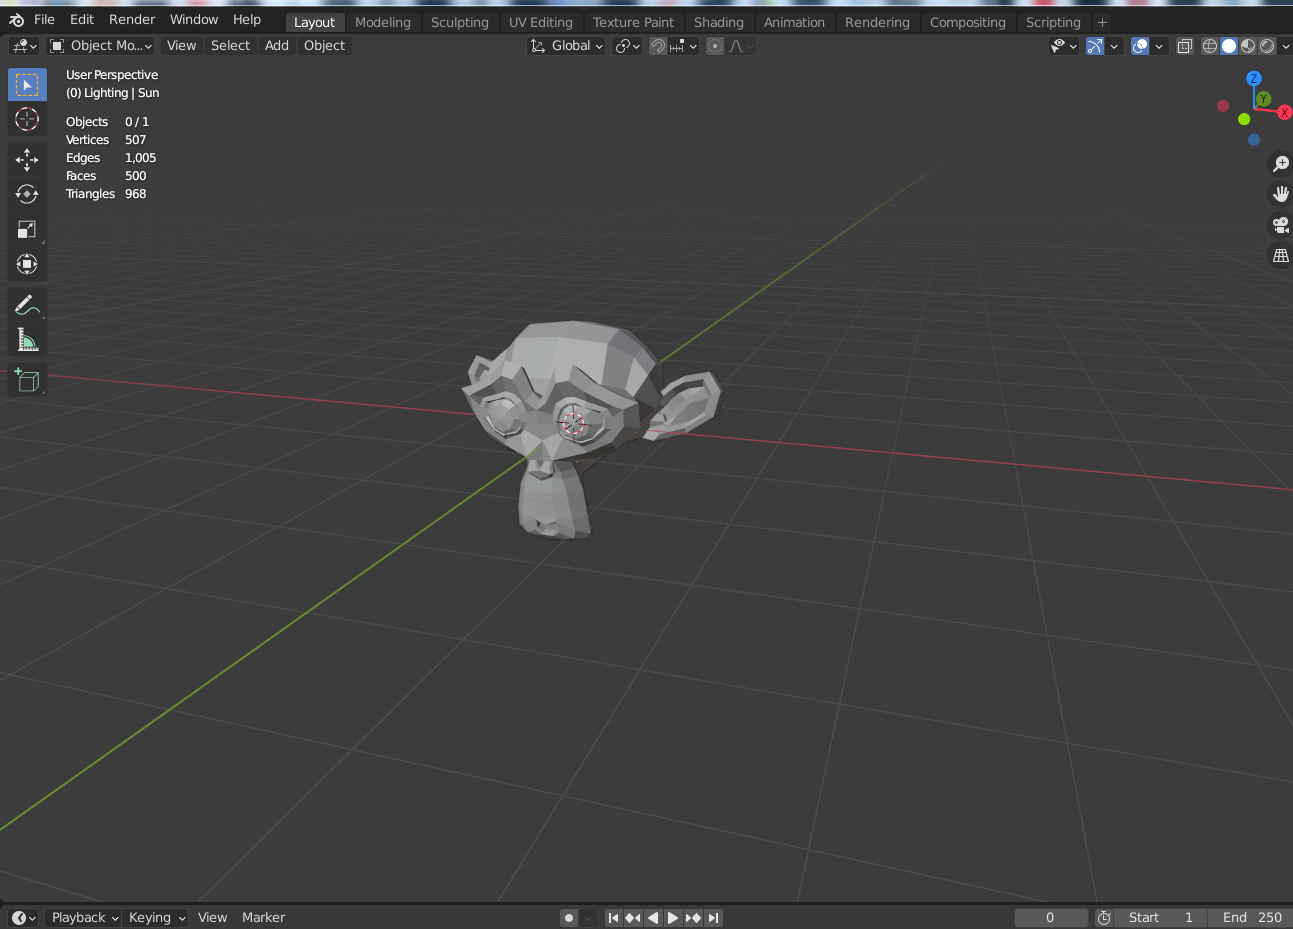 File Edit Render Window Help Layout Modeling Sculpting UV Editing Texture Paint Shading Animation Rendering Compositing Scripting +
Object Mo... View Select Add Object Global
User Perspective
(0) Lighting | Sun
Objects 0 / 1
Vertices 507
Edges 1,005
Faces 500
Triangles 968
Z
Y
X
Playback Keying View Marker 0 Start 1 End 250